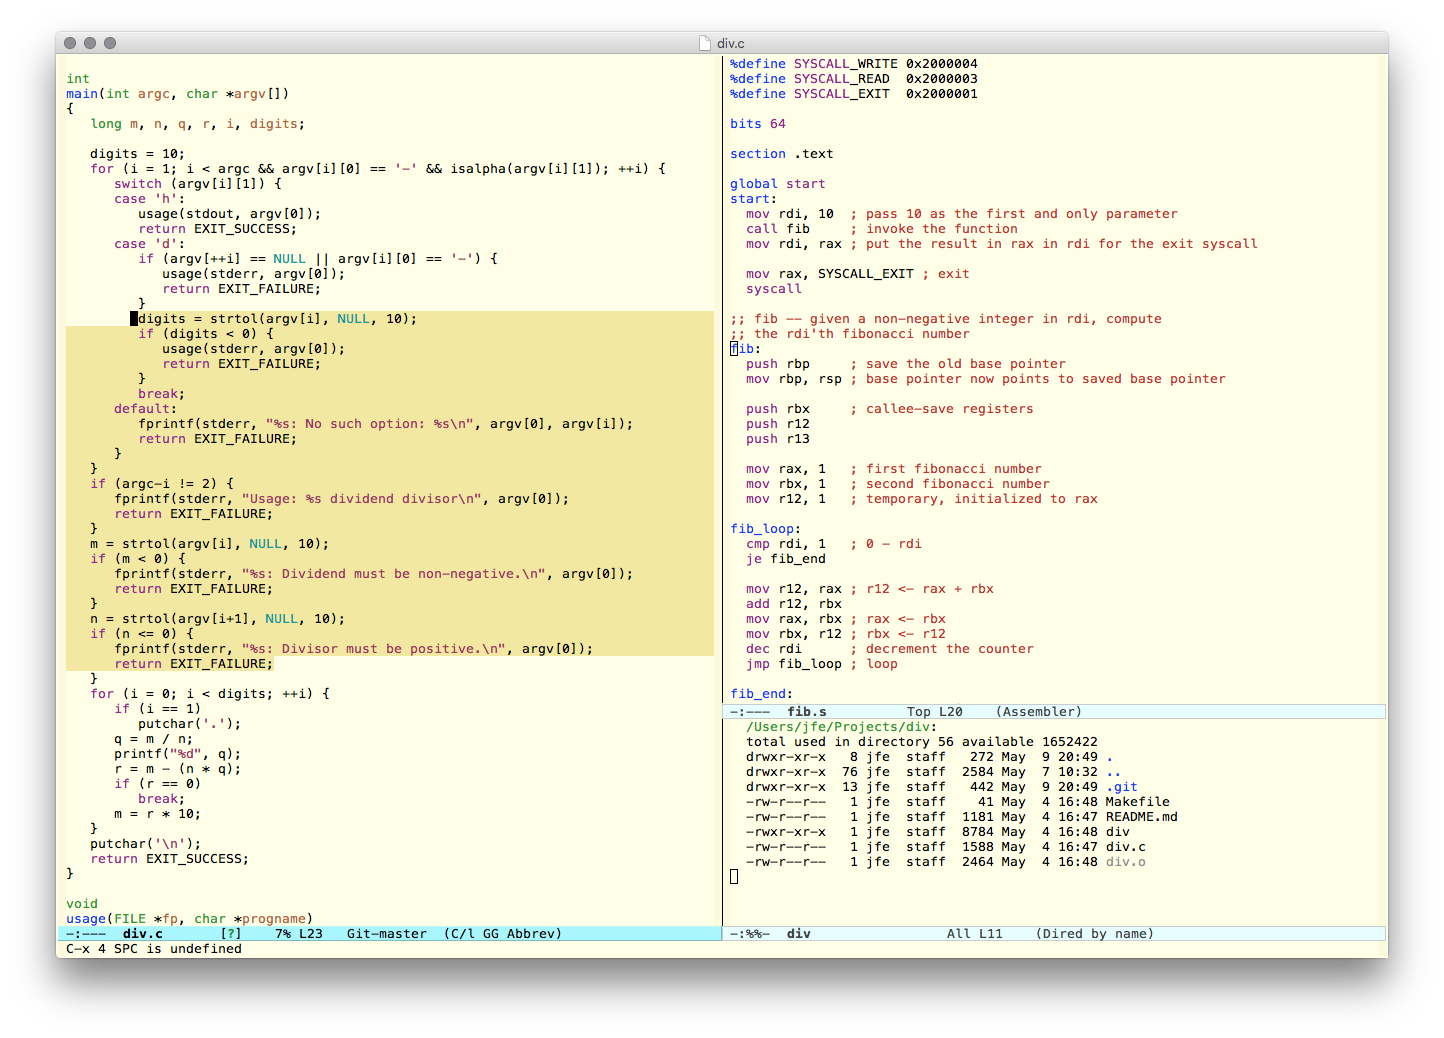 div.c
int
main(int argc, char *argv[])
{
   long m, n, q, r, i, digits;
   digits = 10;
   for (i = 1; i < argc && argv[i][0] == '-' && isalpha(argv[i][1]); ++i) {
      switch (argv[i][1]) {
      case 'h':
         usage(stdout, argv[0]);
         return EXIT_SUCCESS;
      case 'd':
         if (argv[++i] == NULL || argv[i][0] == '-') {
            usage(stderr, argv[0]);
            return EXIT_FAILURE;
         }
         digits = strtol(argv[i], NULL, 10);
         if (digits < 0) {
            usage(stderr, argv[0]);
            return EXIT_FAILURE;
         }
         break;
      default:
         fprintf(stderr, "%s: No such option: %s\n", argv[0], argv[i]);
         return EXIT_FAILURE;
      }
   }
   if (argc-i != 2) {
      fprintf(stderr, "Usage: %s dividend divisor\n", argv[0]);
      return EXIT_FAILURE;
   }
   m = strtol(argv[i], NULL, 10);
   if (m < 0) {
      fprintf(stderr, "%s: Dividend must be non-negative.\n", argv[0]);
      return EXIT_FAILURE;
   }
   n = strtol(argv[i+1], NULL, 10);
   if (n <= 0) {
      fprintf(stderr, "%s: Divisor must be positive.\n", argv[0]);
      return EXIT_FAILURE;
   }
   for (i = 0; i < digits; ++i) {
      if (i == 1)
         putchar('.');
      q = m / n;
      printf("%d", q);
      r = m - (n * q);
      if (r == 0)
         break;
      m = r * 10;
   }
   putchar('\n');
   return EXIT_SUCCESS;
}
void
usage(FILE *fp, char *progname)
-:---  div.c       [?]    7% L23   Git-master  (C/l GG Abbrev)
C-x 4 SPC is undefined
%define SYSCALL_WRITE 0x2000004
%define SYSCALL_READ  0x2000003
%define SYSCALL_EXIT  0x2000001
bits 64
section .text
global start
start:
  mov rdi, 10  ; pass 10 as the first and only parameter
  call fib     ; invoke the function
  mov rdi, rax ; put the result in rax in rdi for the exit syscall
  mov rax, SYSCALL_EXIT ; exit
  syscall
;; fib -- given a non-negative integer in rdi, compute
;; the rdi'th fibonacci number
fib:
  push rbp     ; save the old base pointer
  mov rbp, rsp ; base pointer now points to saved base pointer
  push rbx     ; callee-save registers
  push r12
  push r13
  mov rax, 1   ; first fibonacci number
  mov rbx, 1   ; second fibonacci number
  mov r12, 1   ; temporary, initialized to rax
fib_loop:
  cmp rdi, 1   ; 0 - rdi
  je fib_end
  mov r12, rax ; r12 <- rax + rbx
  add r12, rbx
  mov rax, rbx ; rax <- rbx
  mov rbx, r12 ; rbx <- r12
  dec rdi      ; decrement the counter
  jmp fib_loop ; loop
fib_end:
-:---  fib.s          Top L20    (Assembler)
  /Users/jfe/Projects/div:
  total used in directory 56 available 1652422
  drwxr-xr-x   8 jfe  staff   272 May  9 20:49 .
  drwxr-xr-x  76 jfe  staff  2584 May  7 10:32 ..
  drwxr-xr-x  13 jfe  staff   442 May  9 20:49 .git
  -rw-r--r--   1 jfe  staff    41 May  4 16:48 Makefile
  -rw-r--r--   1 jfe  staff  1181 May  4 16:47 README.md
  -rwxr-xr-x   1 jfe  staff  8784 May  4 16:48 div
  -rw-r--r--   1 jfe  staff  1588 May  4 16:47 div.c
  -rw-r--r--   1 jfe  staff  2464 May  4 16:48 div.o
-:%%-  div                 All L11    (Dired by name)